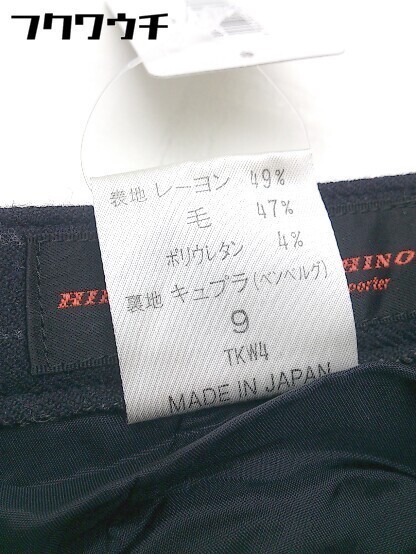 フクワウチ
表地 レーヨン 49%
毛 47%
ポリウレタン 4%
裏地 キュプラ(ベンベルグ)
9
TKW4
MADE IN JAPAN
porter